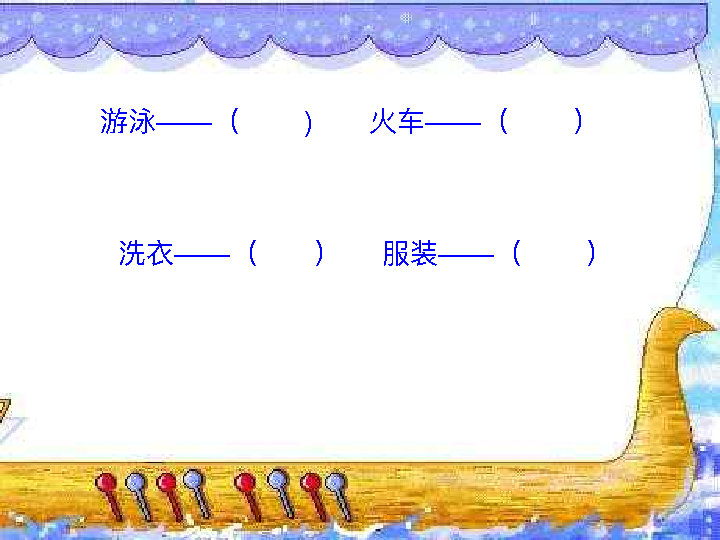 游泳——（　　） 火车——（　　）
洗衣——（　　） 服装——（　　）